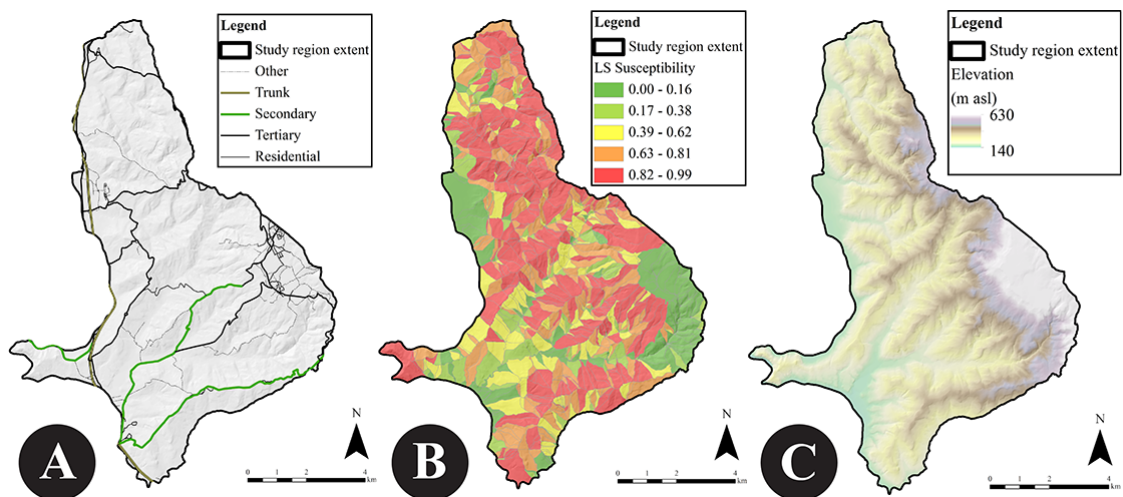 Legend
Study region extent
Other
Trunk
Secondary
Tertiary
Residential
N
A
0 1 2 4
km
Legend
Study region extent
LS Susceptibility
0.00 - 0.16
0.17 - 0.38
0.39 - 0.62
0.63 - 0.81
0.82 - 0.99
N
B
0 1 2 4
km
Legend
Study region extent
Elevation
(m asl)
630
140
N
C
0 1 2 4
km